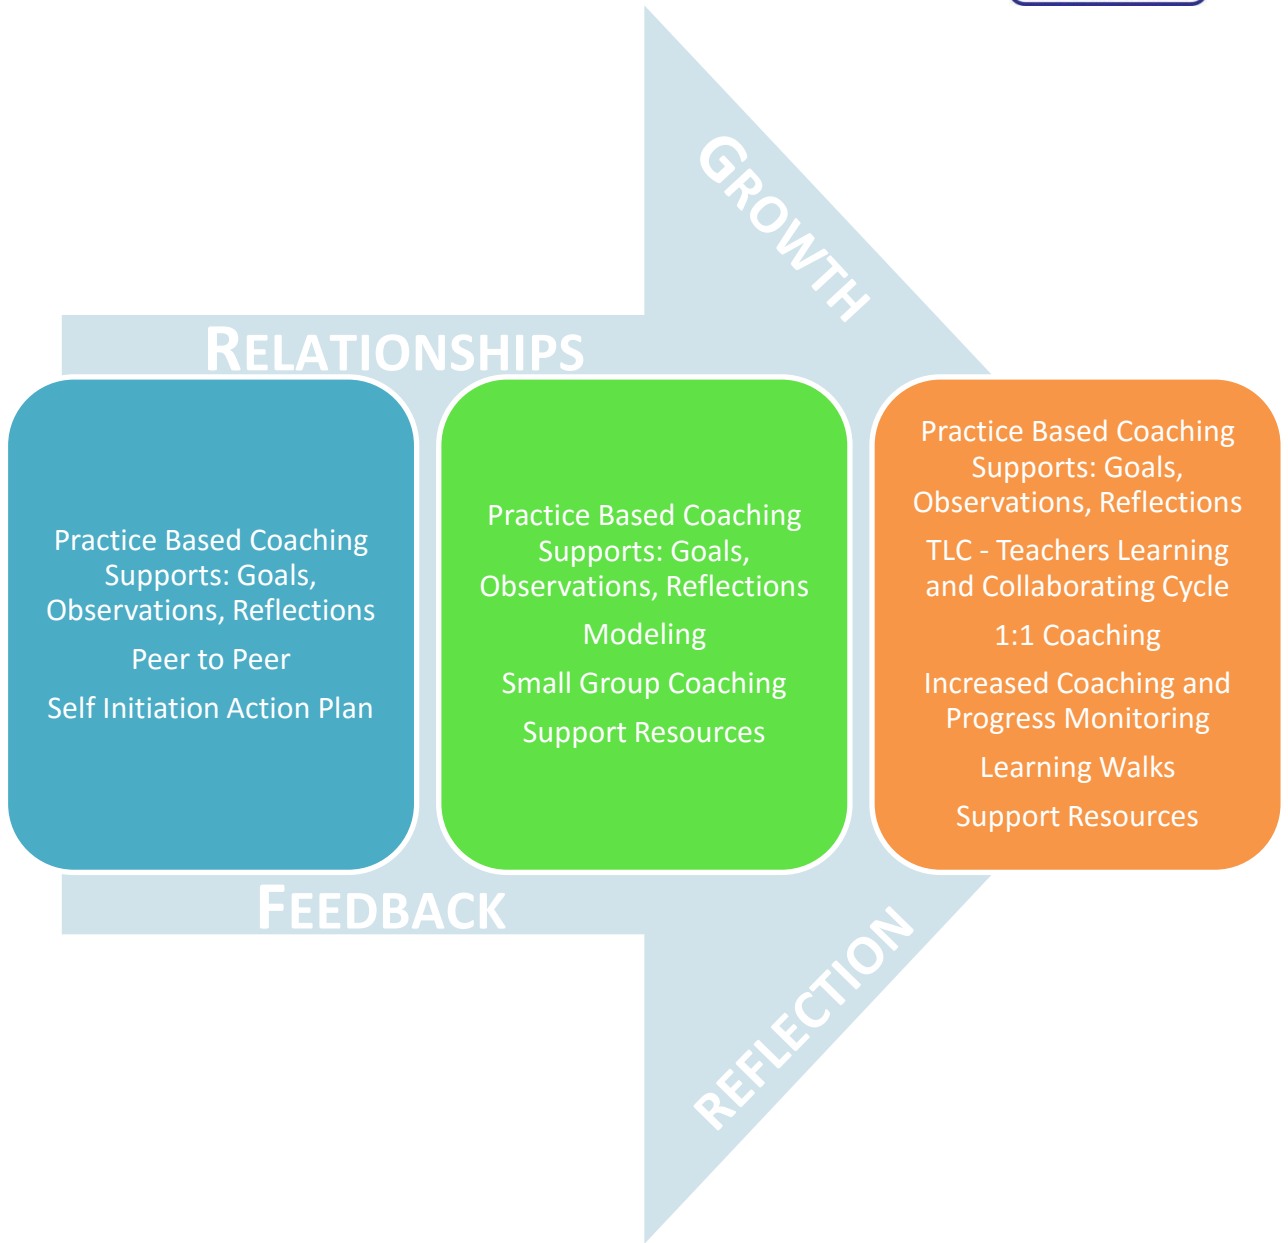 GROWTH
RELATIONSHIPS
Practice Based Coaching
Supports: Goals,
Observations, Reflections
Peer to Peer
Self Initiation Action Plan
Practice Based Coaching
Supports: Goals,
Observations, Reflections
Modeling
Small Group Coaching
Support Resources
Practice Based Coaching
Supports: Goals,
Observations, Reflections
TLC - Teachers Learning
and Collaborating Cycle
1:1 Coaching
Increased Coaching and
Progress Monitoring
Learning Walks
Support Resources
FEEDBACK
REFLECTION